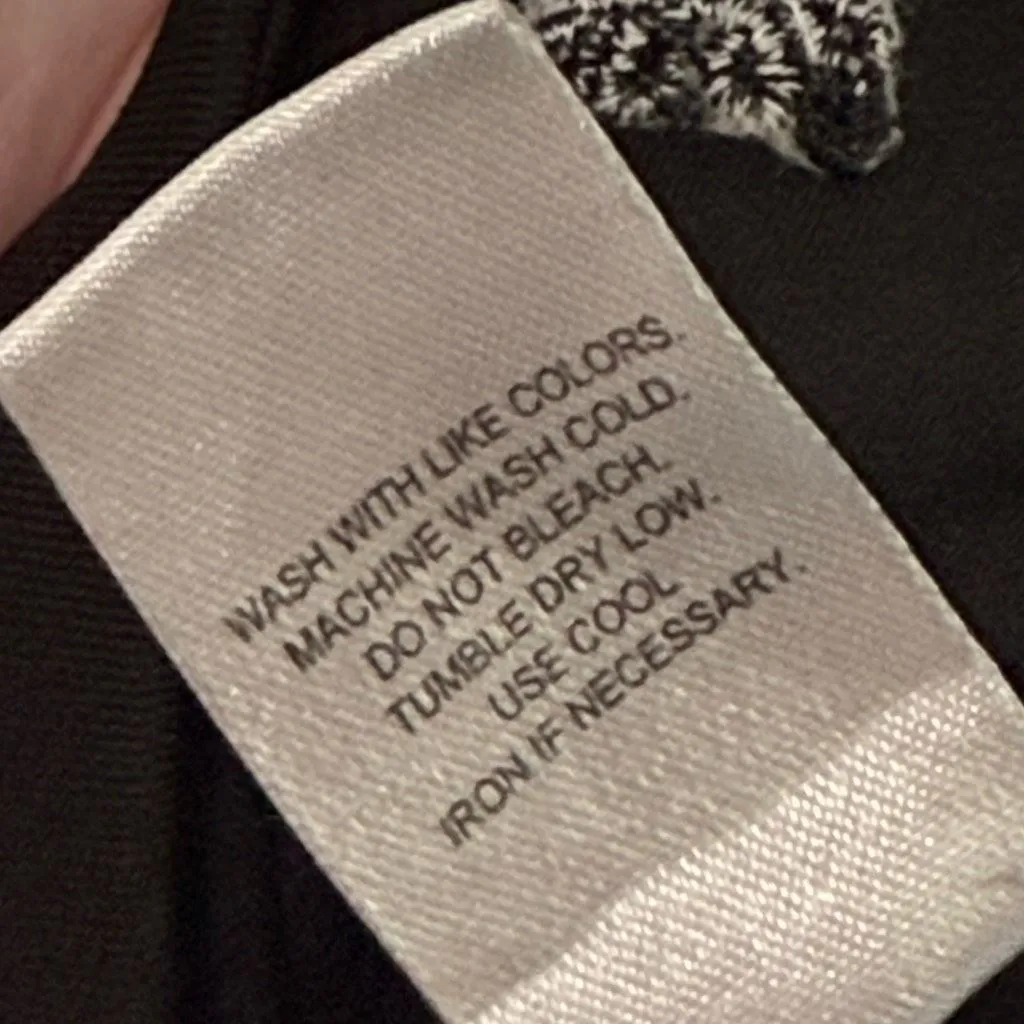 WASH WITH LIKE COLORS.
MACHINE WASH COLD.
DO NOT BLEACH.
TUMBLE DRY LOW.
USE COOL
IRON IF NECESSARY.